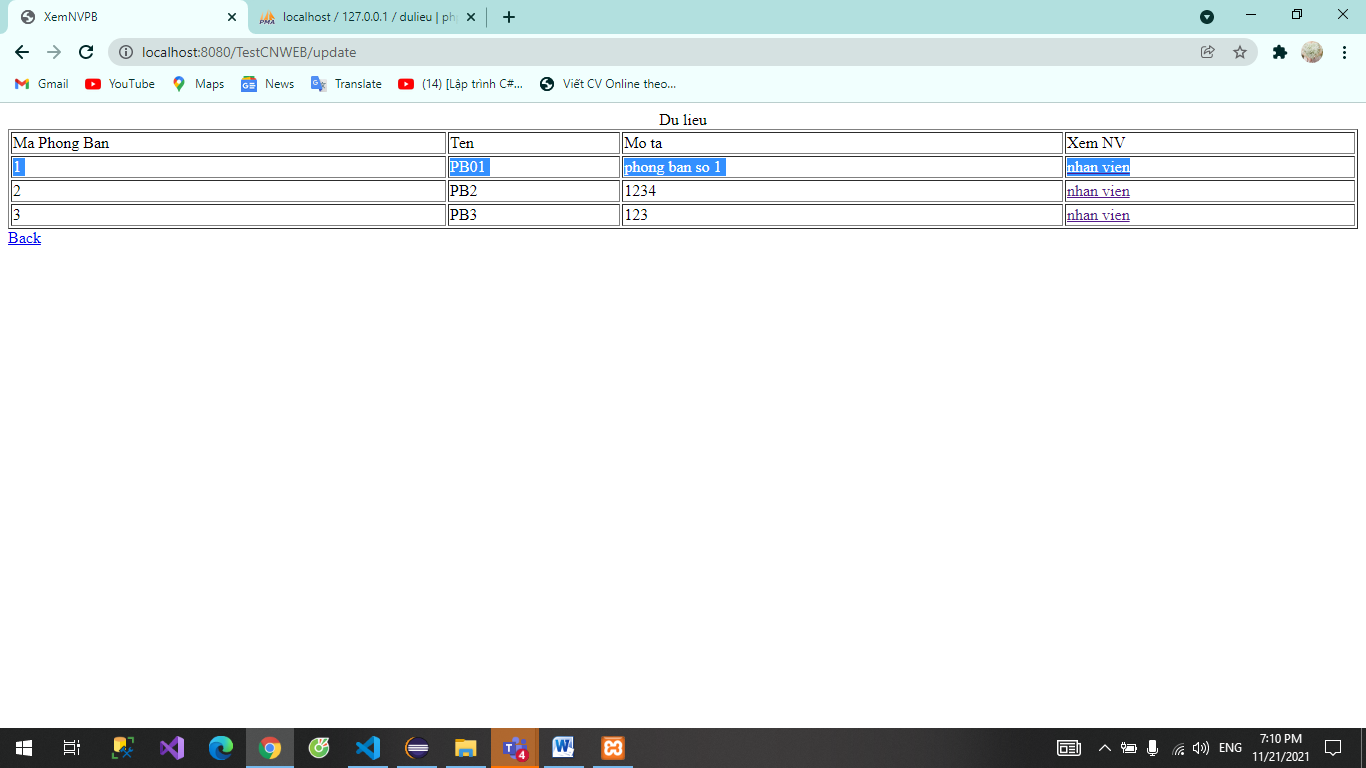 XemNVPB
PMA localhost / 127.0.0.1 / dulieu | ph
localhost:8080/TestCNWEB/update
Gmail YouTube Maps News Translate (14) [Lập trình C#... Viết CV Online theo...
Du lieu
Ma Phong Ban Ten Mo ta Xem NV
1 PB01 phong ban so 1 nhan vien
2 PB2 1234 nhan vien
3 PB3 123 nhan vien
Back
4
ENG
7:10 PM
11/21/2021